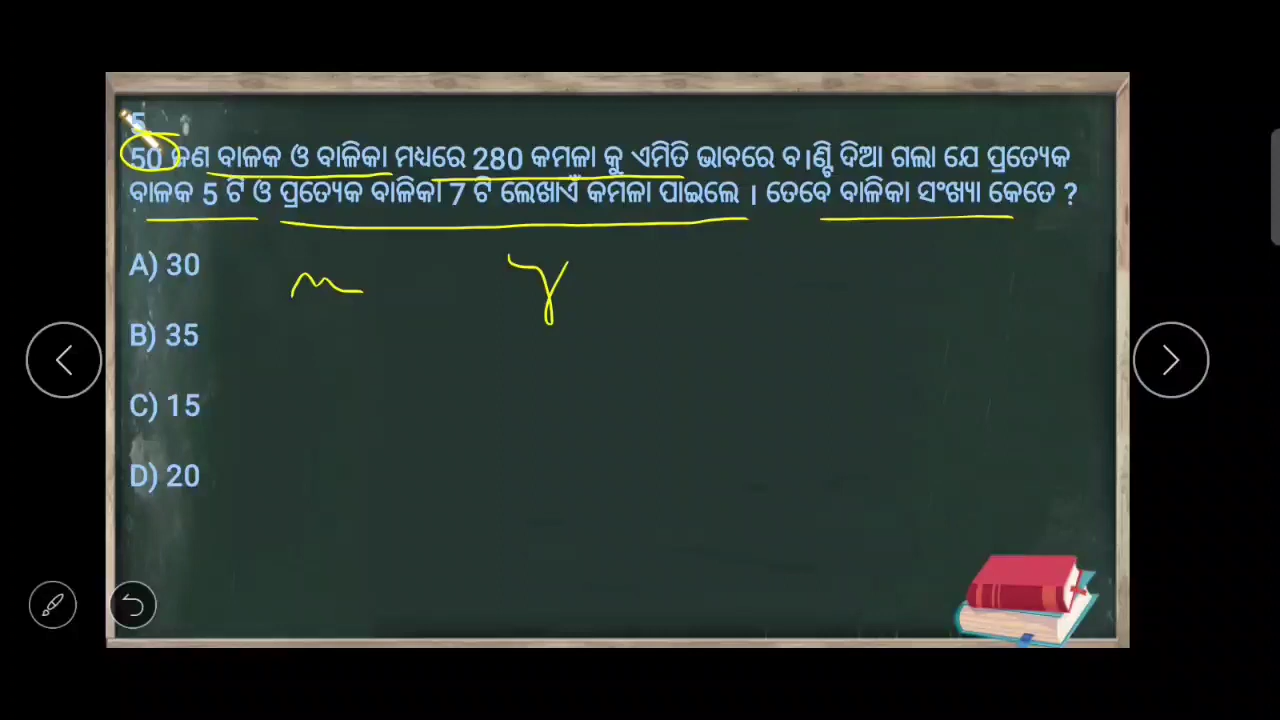 5
50 ଜଣ ବାଳକ ଓ ବାଳିକା ମଧ୍ୟରେ 280 କମଳା କୁ ଏମିତି ଭାବରେ ବାଣ୍ଟି ଦିଆ ଗଲା ଯେ ପ୍ରତ୍ୟେକ
ବାଳକ 5 ଟି ଓ ପ୍ରତ୍ୟେକ ବାଳିକା 7 ଟି ଲେଖାଏଁ କମଳା ପାଇଲେ । ତେବେ ବାଳିକା ସଂଖ୍ୟା କେତେ ?
A) 30
B) 35
C) 15
D) 20